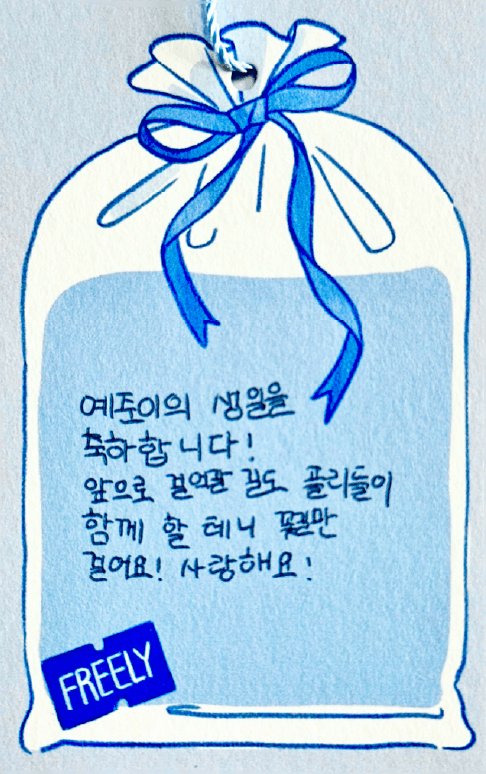 예준이의 생일을
축하합니다!
앞으로 걸어갈 길도 플리들이
함께 할 테니 꽃길만
걸어요! 사랑해요!
FREELY